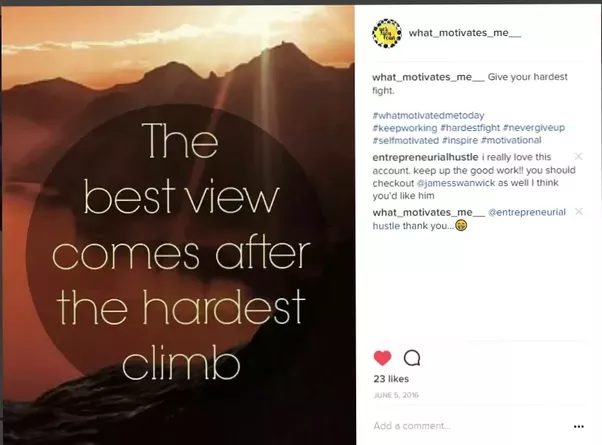 The
best view
comes after
the hardest
climb
what_motivates_me__
what_motivates_me__ Give your hardest
fight.
#whatmotivatedmetoday
#keepworking #hardestfight #nevergiveup
#selfmotivated #inspire #motivational
entrepreneurialhustle i really love this
account. keep up the good work!! you should
checkout @jamesswanwick as well I think
you'd like him
what_motivates_me__ @entrepreneurial
hustle thank you...😁
23 likes
JUNE 5, 2016
Add a comment...